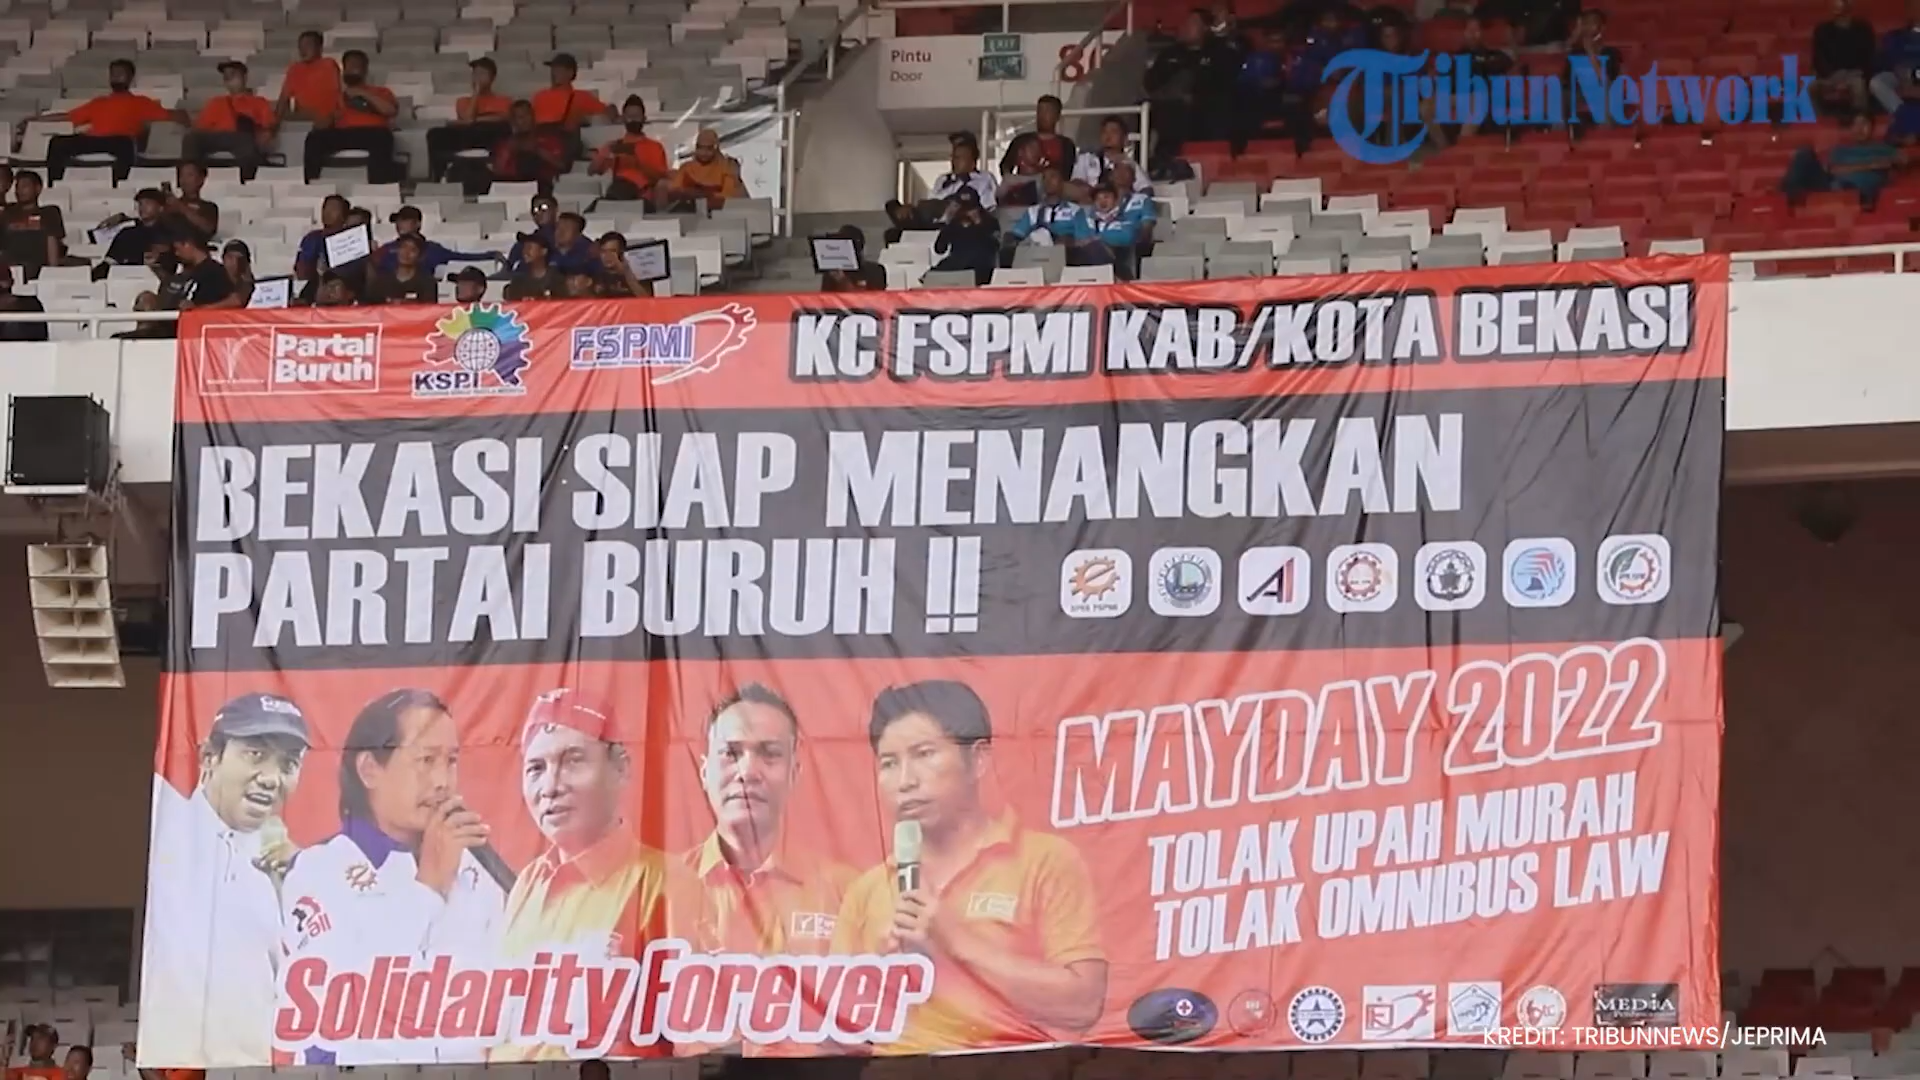 Pintu
Door
EXIT
KELUAR
TribunNetwork
Partai
Buruh
KSPI
FSPMI
KC FSPMI KAB/KOTA BEKASI
BEKASI SIAP MENANGKAN
PARTAI BURUH !!
MAYDAY 2022
TOLAK UPAH MURAH
TOLAK OMNIBUS LAW
Solidarity Forever
MEDIA
KREDIT: TRIBUNNEWS/JEPRIMA